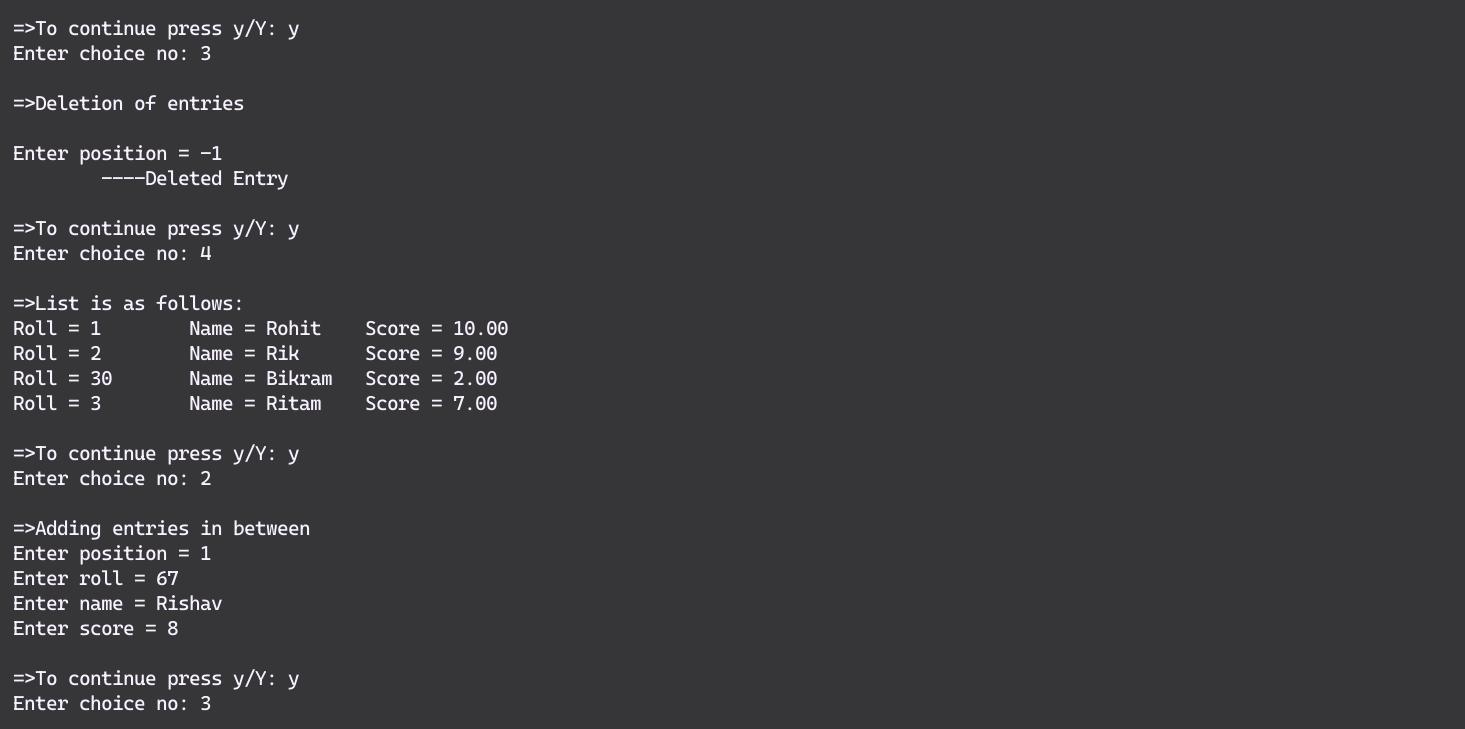 =>To continue press y/Y: y
Enter choice no: 3
=>Deletion of entries
Enter position = -1
----Deleted Entry
=>To continue press y/Y: y
Enter choice no: 4
=>List is as follows:
Roll = 1 Name = Rohit Score = 10.00
Roll = 2 Name = Rik Score = 9.00
Roll = 30 Name = Bikram Score = 2.00
Roll = 3 Name = Ritam Score = 7.00
=>To continue press y/Y: y
Enter choice no: 2
=>Adding entries in between
Enter position = 1
Enter roll = 67
Enter name = Rishav
Enter score = 8
=>To continue press y/Y: y
Enter choice no: 3